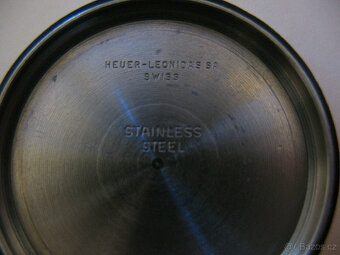 HEUER-LEONIDAS SA
SWISS
STAINLESS
STEEL
Bazos.cz